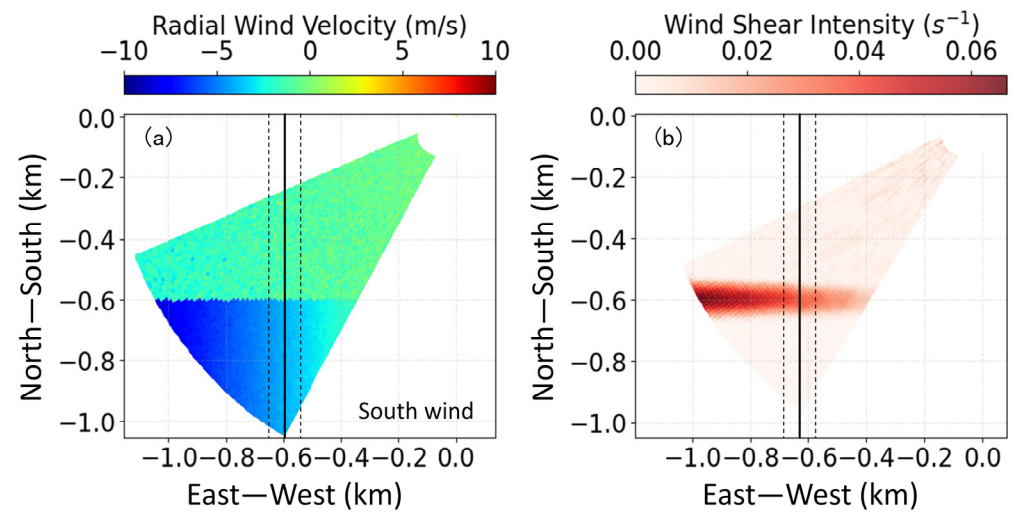 Radial Wind Velocity (m/s)
−10 −5 0 5 10
(a)
0.0
−0.2
−0.4
−0.6
−0.8
−1.0
North—South (km)
South wind
−1.0 −0.8 −0.6 −0.4 −0.2 0.0
East—West (km)
Wind Shear Intensity (s⁻¹)
0.00 0.02 0.04 0.06
(b)
0.0
−0.2
−0.4
−0.6
−0.8
−1.0
North—South (km)
−1.0 −0.8 −0.6 −0.4 −0.2 0.0
East—West (km)